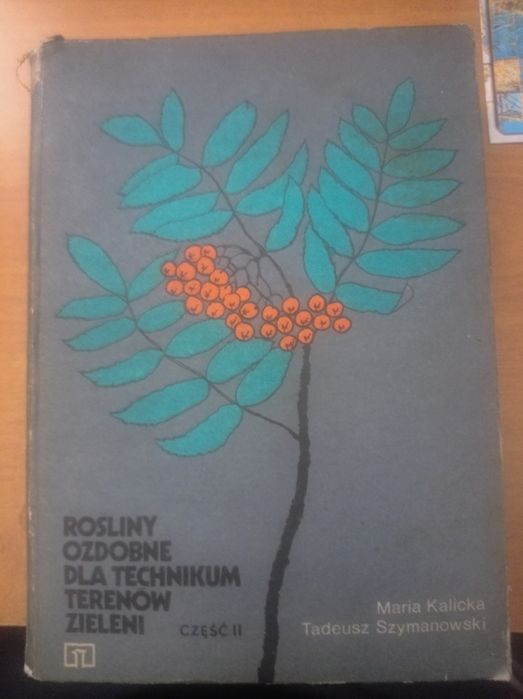 ROSLINY
OZDOBNE
DLA TECHNIKUM
TERENÓW
ZIELENI CZĘŚĆ II
Maria Kalicka
Tadeusz Szymanowski